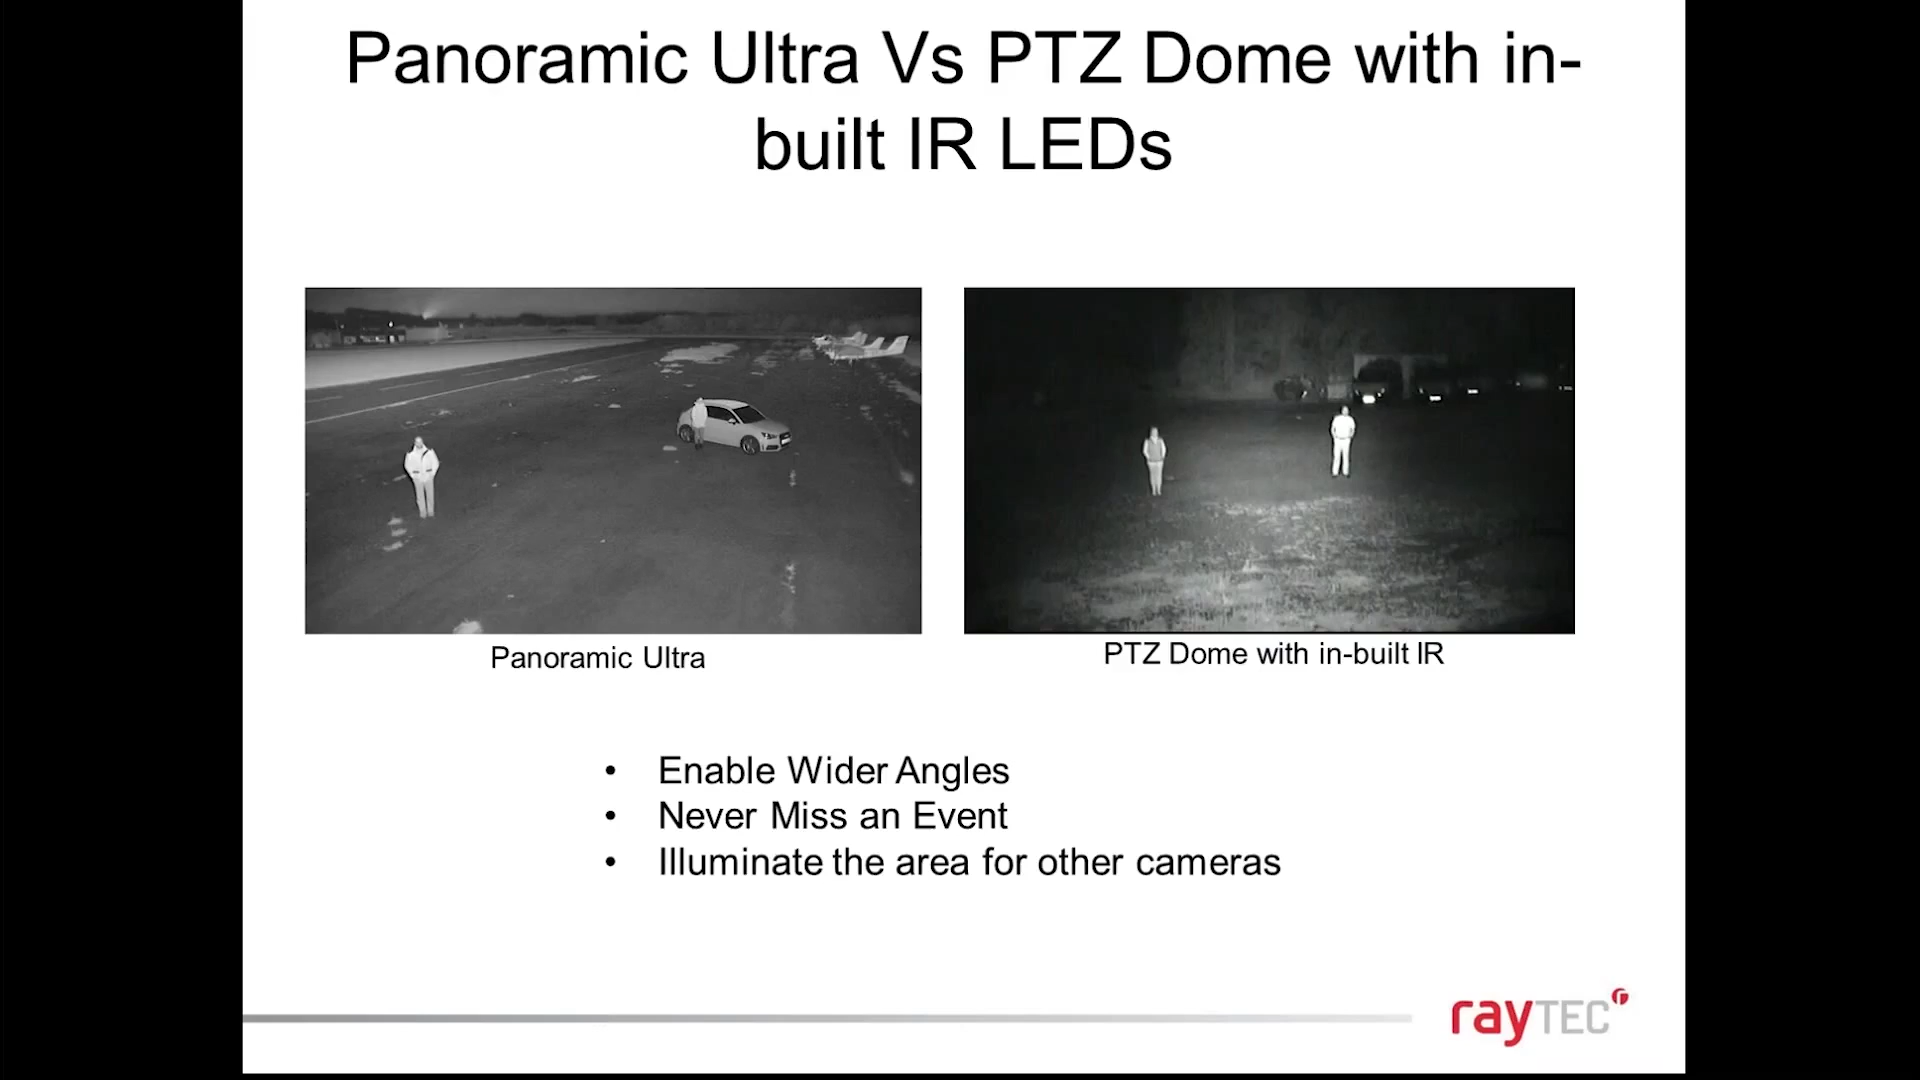 Panoramic Ultra Vs PTZ Dome with in-
built IR LEDs
Panoramic Ultra
PTZ Dome with in-built IR
• Enable Wider Angles
• Never Miss an Event
• Illuminate the area for other cameras
rayTEC